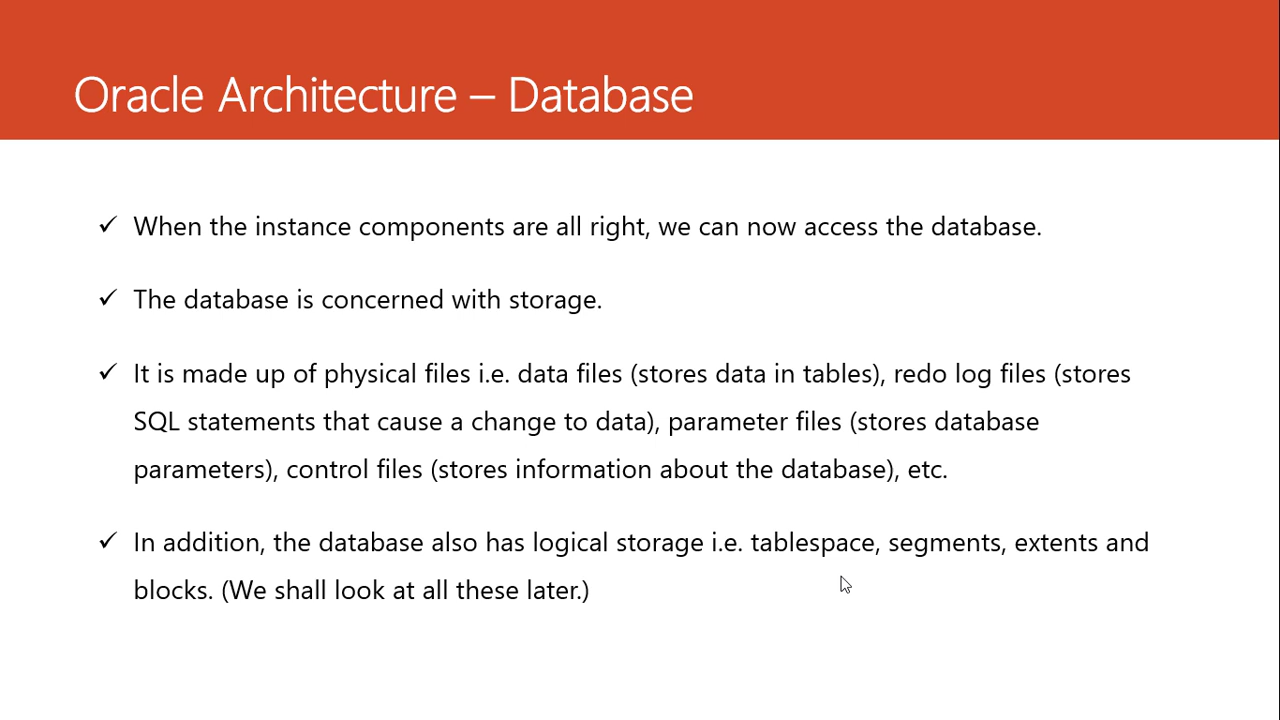 Oracle Architecture – Database
✓ When the instance components are all right, we can now access the database.
✓ The database is concerned with storage.
✓ It is made up of physical files i.e. data files (stores data in tables), redo log files (stores
SQL statements that cause a change to data), parameter files (stores database
parameters), control files (stores information about the database), etc.
✓ In addition, the database also has logical storage i.e. tablespace, segments, extents and
blocks. (We shall look at all these later.)